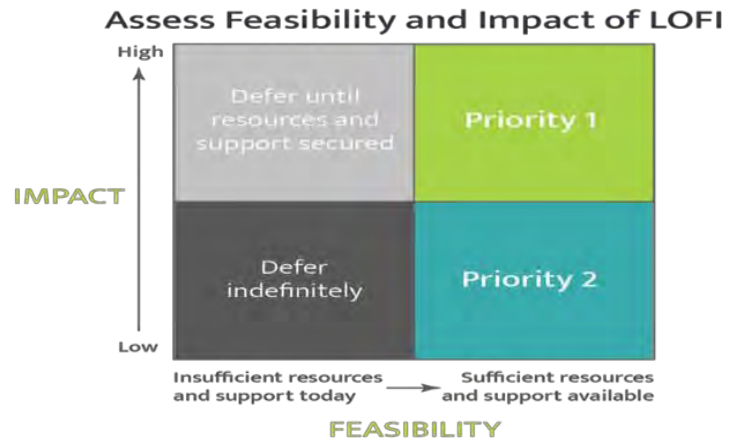 Assess Feasibility and Impact of LOFI
High
Defer until
resources and
support secured
Priority 1
IMPACT
Defer
indefinitely
Priority 2
Low
Insufficient resources
and support today
Sufficient resources
and support available
FEASIBILITY